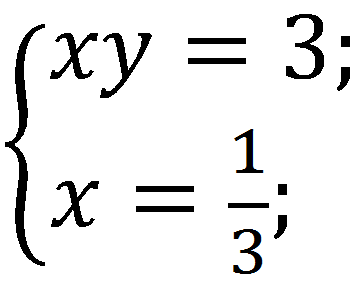 { xy = 3;
x = 1/3;